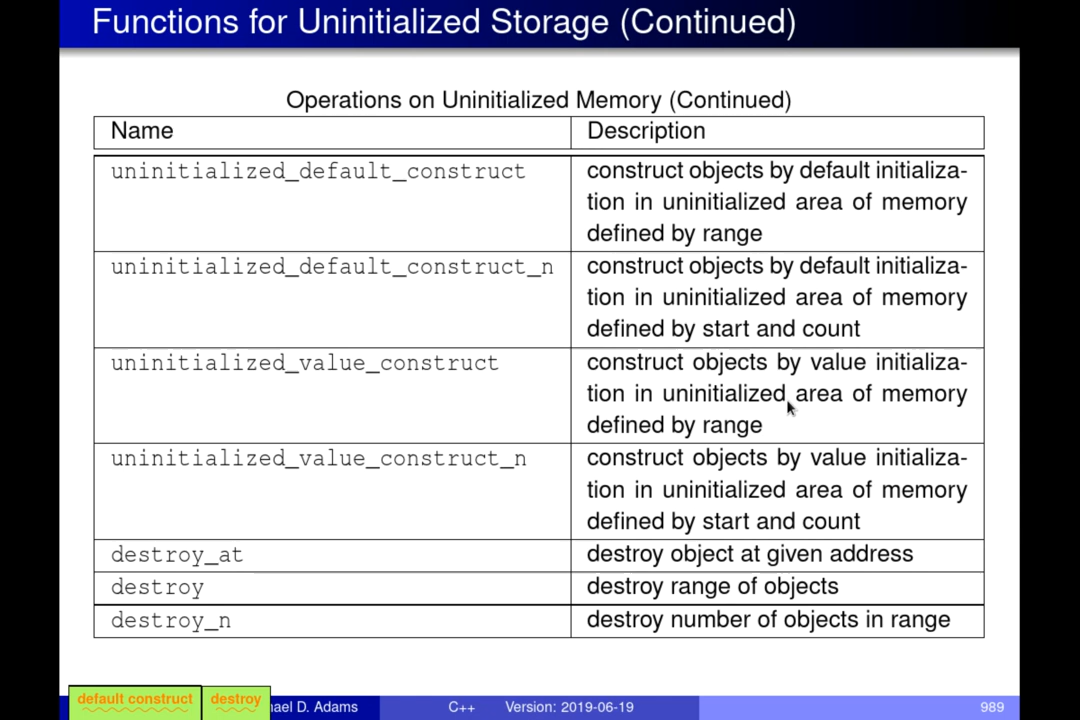 Functions for Uninitialized Storage (Continued)
Operations on Uninitialized Memory (Continued)
Name Description
uninitialized_default_construct construct objects by default initializa-
tion in uninitialized area of memory
defined by range
uninitialized_default_construct_n construct objects by default initializa-
tion in uninitialized area of memory
defined by start and count
uninitialized_value_construct construct objects by value initializa-
tion in uninitialized area of memory
defined by range
uninitialized_value_construct_n construct objects by value initializa-
tion in uninitialized area of memory
defined by start and count
destroy_at destroy object at given address
destroy destroy range of objects
destroy_n destroy number of objects in range
default construct destroy D. Adams C++ Version: 2019-06-19 989